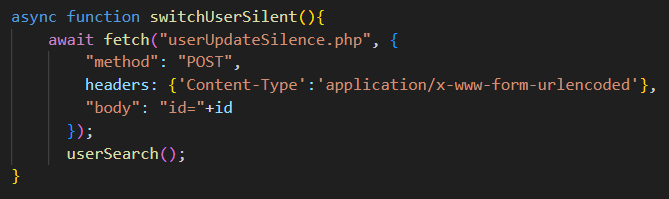 async function switchUserSilent(){
await fetch("userUpdateSilence.php", {
"method": "POST",
headers: {'Content-Type':'application/x-www-form-urlencoded'},
"body": "id="+id
});
userSearch();
}